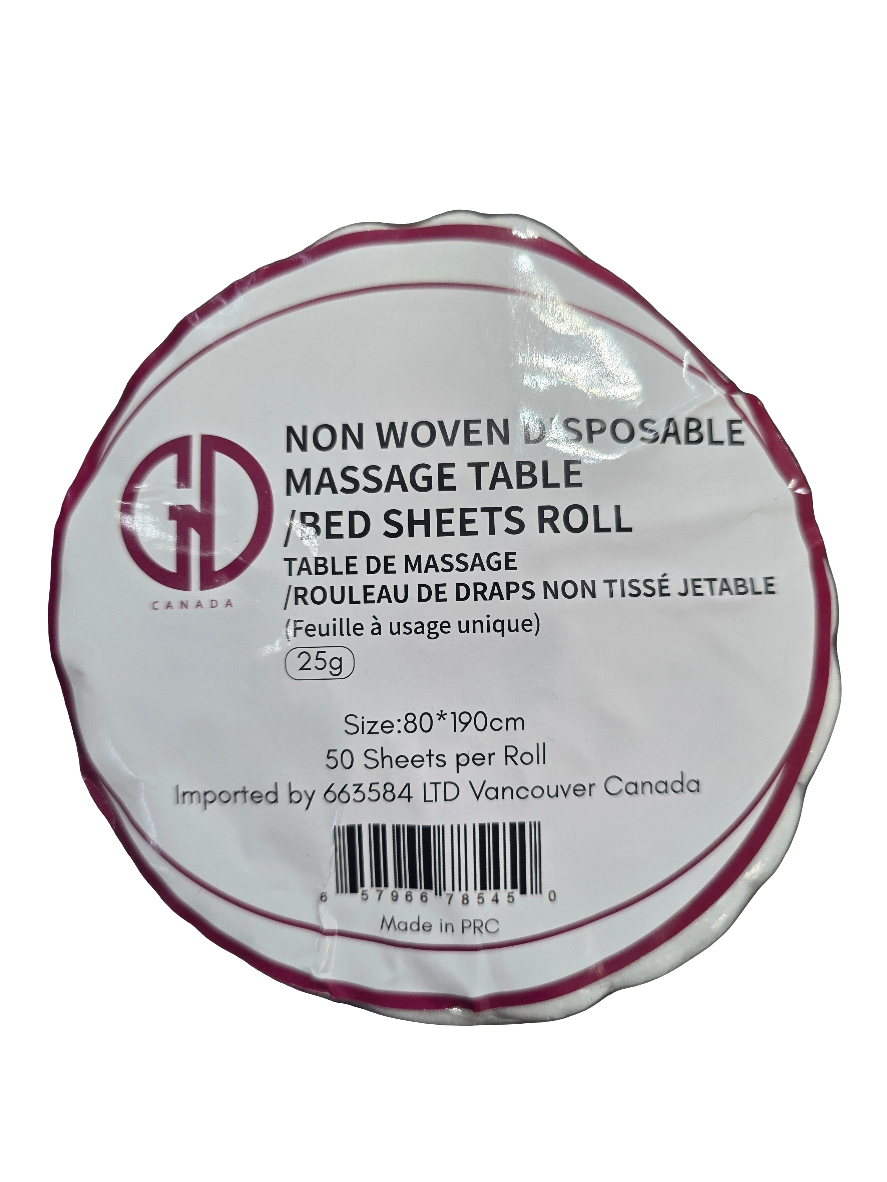 NON WOVEN DISPOSABLE
MASSAGE TABLE
/BED SHEETS ROLL
TABLE DE MASSAGE
/ROULEAU DE DRAPS NON TISSÉ JETABLE
(Feuille à usage unique)
25g
CANADA
Size:80*190cm
50 Sheets per Roll
Imported by 663584 LTD Vancouver Canada
6 57966 78545 0
Made in PRC